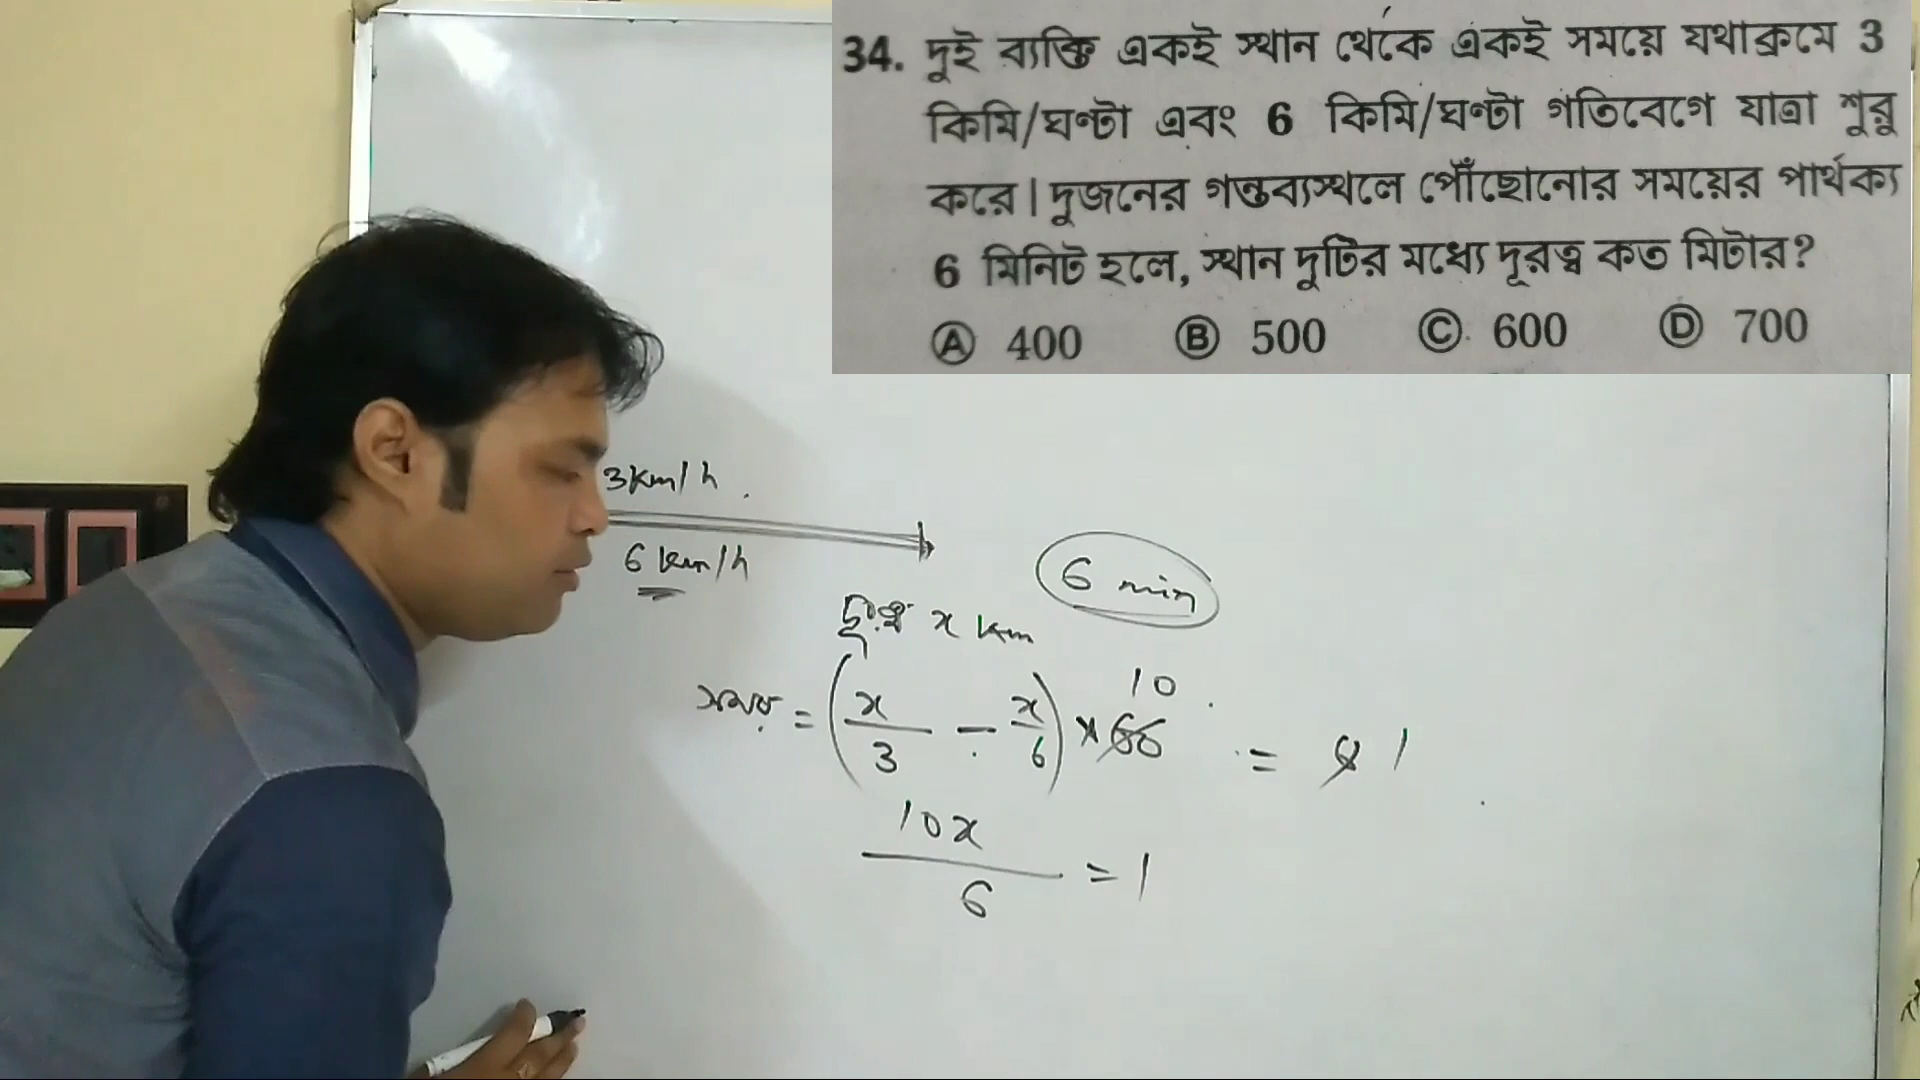 34. দুই ব্যক্তি একই স্থান থেকে একই সময়ে যথাক্রমে 3
কিমি/ঘণ্টা এবং 6 কিমি/ঘণ্টা গতিবেগে যাত্রা শুরু
করে। দুজনের গন্তব্যস্থলে পৌঁছোনোর সময়ের পার্থক্য
6 মিনিট হলে, স্থান দুটির মধ্যে দূরত্ব কত মিটার?
Ⓐ 400 Ⓑ 500 Ⓒ 600 Ⓓ 700
3km/h
6 km/h
6 min
দূরত্ব x km
সময় = (x/3 − x/6) × 60 10 = 6 1
10x/6 = 1